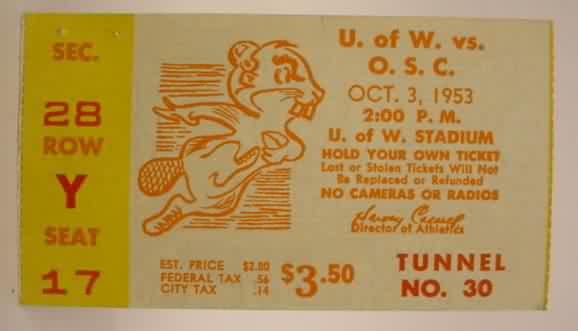 SEC.
28
ROW
Y
SEAT
17
U. of W. vs.
O. S. C.
OCT. 3, 1953
2:00 P. M.
U. of W. STADIUM
HOLD YOUR OWN TICKET
Lost or Stolen Tickets Will Not
Be Replaced or Refunded
NO CAMERAS OR RADIOS
Director of Athletics
EST. PRICE $2.80
FEDERAL TAX .56
CITY TAX .14
$3.50
TUNNEL
NO. 30